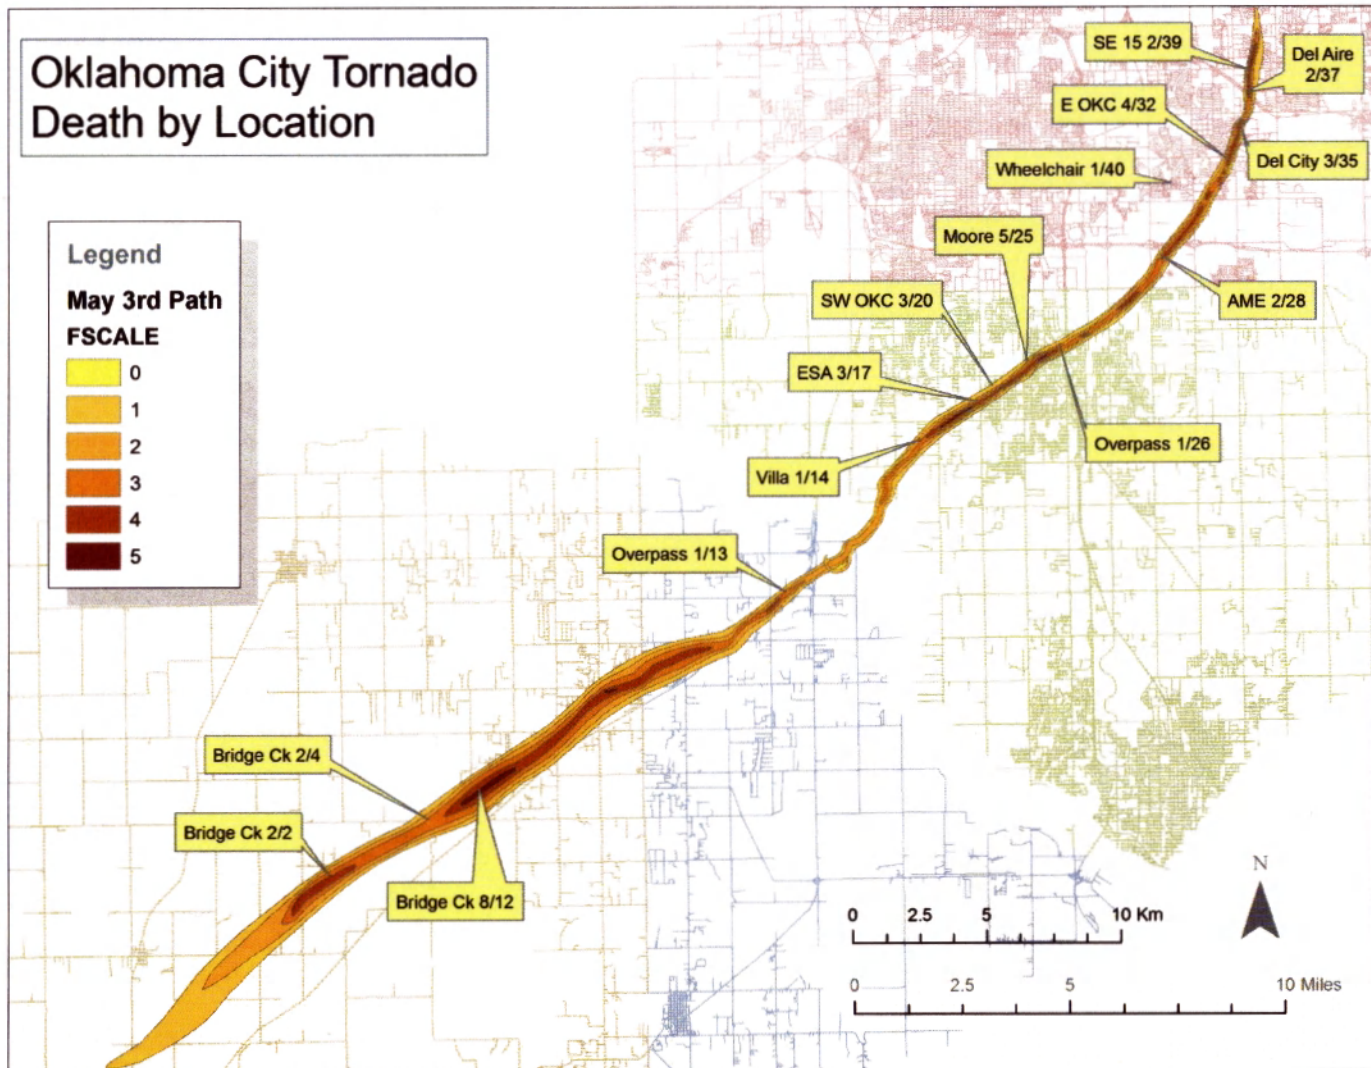 Oklahoma City Tornado
Death by Location
Legend
May 3rd Path
FSCALE
0
1
2
3
4
5
SE 15 2/39
Del Aire
2/37
E OKC 4/32
Del City 3/35
Wheelchair 1/40
Moore 5/25
AME 2/28
SW OKC 3/20
ESA 3/17
Overpass 1/26
Villa 1/14
Overpass 1/13
Bridge Ck 2/4
Bridge Ck 2/2
Bridge Ck 8/12
N
0 2.5 5 10 Km
0 2.5 5 10 Miles